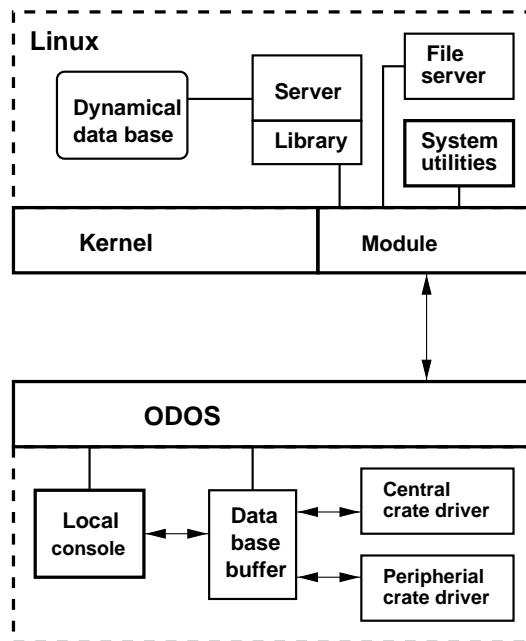 Linux
File
server
Dynamical
data base
Server
Library
System
utilities
Kernel
Module
ODOS
Local
console
Data
base
buffer
Central
crate driver
Peripherial
crate driver